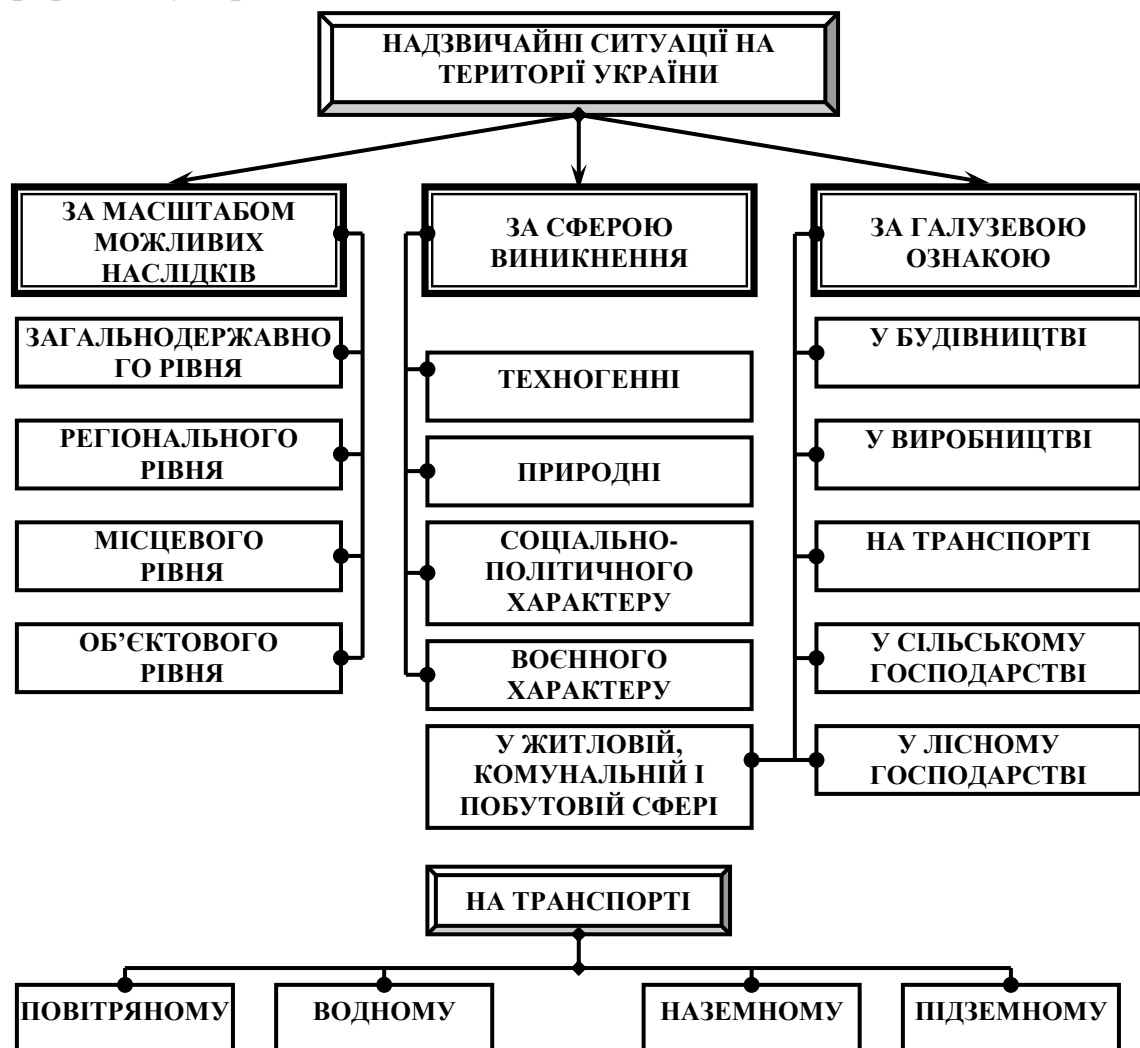 НАДЗВИЧАЙНІ СИТУАЦІЇ НА
ТЕРИТОРІЇ УКРАЇНИ
ЗА МАСШТАБОМ
МОЖЛИВИХ
НАСЛІДКІВ
ЗАГАЛЬНОДЕРЖАВНО
ГО РІВНЯ
РЕГІОНАЛЬНОГО
РІВНЯ
МІСЦЕВОГО
РІВНЯ
ОБ’ЄКТОВОГО
РІВНЯ
ЗА СФЕРОЮ
ВИНИКНЕННЯ
ТЕХНОГЕННІ
ПРИРОДНІ
СОЦІАЛЬНО-
ПОЛІТИЧНОГО
ХАРАКТЕРУ
ВОЄННОГО
ХАРАКТЕРУ
ЗА ГАЛУЗЕВОЮ
ОЗНАКОЮ
У БУДІВНИЦТВІ
У ВИРОБНИЦТВІ
НА ТРАНСПОРТІ
У СІЛЬСЬКОМУ
ГОСПОДАРСТВІ
У ЛІСНОМУ
ГОСПОДАРСТВІ
У ЖИТЛОВІЙ,
КОМУНАЛЬНІЙ І
ПОБУТОВІЙ СФЕРІ
НА ТРАНСПОРТІ
ПОВІТРЯНОМУ
ВОДНОМУ
НАЗЕМНОМУ
ПІДЗЕМНОМУ